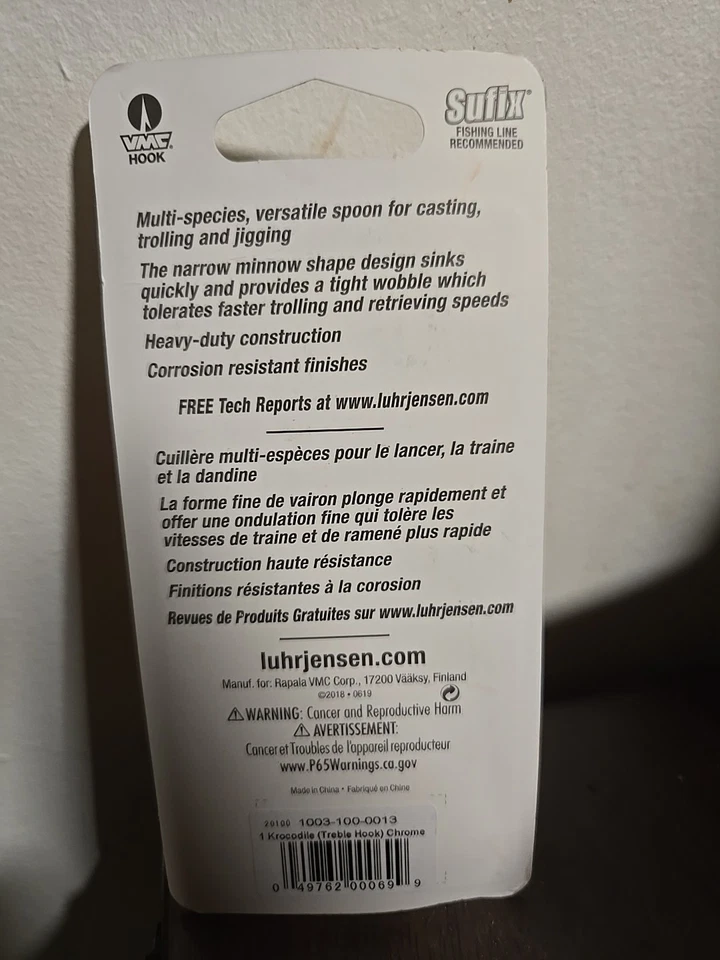 VMC®
HOOK
Sufix®
FISHING LINE
RECOMMENDED
Multi-species, versatile spoon for casting,
trolling and jigging
The narrow minnow shape design sinks
quickly and provides a tight wobble which
tolerates faster trolling and retrieving speeds
Heavy-duty construction
Corrosion resistant finishes
FREE Tech Reports at www.luhrjensen.com
Cuillère multi-espèces pour le lancer, la traine
et la dandine
La forme fine de vairon plonge rapidement et
offer une ondulation fine qui tolère les
vitesses de traine et de ramené plus rapide
Construction haute résistance
Finitions résistantes à la corosion
Revues de Produits Gratuites sur www.luhrjensen.com
luhrjensen.com
Manuf. for: Rapala VMC Corp., 17200 Vääksy, Finland
©2018 • 0619
⚠WARNING: Cancer and Reproductive Harm
⚠ AVERTISSEMENT:
Cancer et Troubles de l'appareil reproducteur
www.P65Warnings.ca.gov
Made in China • Fabriqué en Chine
20100 1003-100-0013
1 Krocodile (Treble Hook) Chrome
0 49762 00069 9